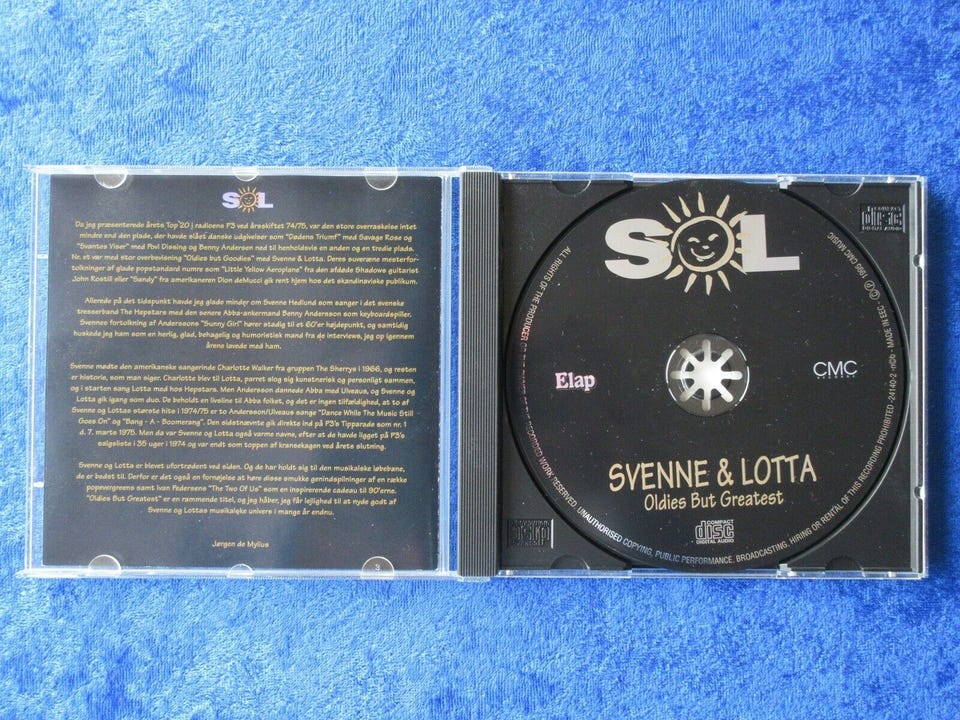 SOL
Da jeg præsenterede årets Top 20 i radioens P3 ved årsskiftet 74/75, var den store overraskelse intet
mindre end den plade, der havde slået danske udgivelser som "Dødens Triumf" med Savage Rose og
"Svantes Viser" med Povl Dissing og Benny Andersen ned til henholdsvis en anden og en tredie plads.
Nr. et var med stor overbevisning "Oldies but Goodies" med Svenne & Lotta. Deres suveræne mesterfor-
tolkninger af glade popstandard numre som "Little Yellow Aeroplane" fra den afdøde Shadows guitarist
John Rostill eller "Sandy" fra amerikaneren Dion deMucci gik rent hjem hos det skandinaviske publikum.
Allerede på det tidspunkt havde jeg glade minder om Svenne Hedlund som sanger i det svenske
tresserband The Hepstars med den senere Abba-ankermand Benny Andersson som keyboardspiller.
Svennes fortolkning af Anderssons "Sunny Girl" hører stadig til et 60'er højdepunkt, og samtidig
huskede jeg ham som en herlig, glad, behagelig og humoristisk mand fra de interviews, jeg op igennem
årene lavede med ham.
Svenne mødte den amerikanske sangerinde Charlotte Walker fra gruppen The Sherrys i 1966, og resten
er historie, som man siger. Charlotte blev til Lotta, parret slog sig kunstnerisk og personligt sammen,
og i starten sang Lotta med hos Hepstars. Men Andersson dannede Abba med Ulvaeus, og Svenne og
Lotta gik igang som duo. De beholdt en livsline til Abba folket, og det er ingen tilfældighed, at to af
Svenne og Lottas største hits i 1974/75 er to Andersson/Ulvaeus sange "Dance While The Music Still
Goes On" og "Bang - A - Boomerang". Den sidstnævnte gik direkte ind på P3's Tipparade som nr. 1
d. 7. marts 1975. Men da var Svenne og Lotta også varme navne, efter at de havde ligget på P3's
salgsliste i 35 uger i 1974 og var endt som toppen af kransekagen ved årets slutning.
Svenne og Lotta er blevet ufortrødent ved siden. Og de har holdt sig til den musikalske løbebane,
de er bedst til. Derfor er det også en fornøjelse at høre disse smukke genindspilninger af en række
popevergreens samt Ivan Pedersens "The Two Of Us" som en inspirerende cadeau til 90'erne.
"Oldies But Greatest" er en rammende titel, og jeg håber, jeg får lejlighed til at nyde godt af
Svenne og Lottas musikalske univers i mange år endnu.
Jørgen de Mylius
3
SOL
Elap
CMC
RECORDS
SVENNE & LOTTA
Oldies But Greatest
COMPACT
disc
DIGITAL AUDIO
ALL RIGHTS OF THE PRODUCER RECORDED WORK RESERVED. UNAUTHORISED COPYING, PUBLIC PERFORMANCE, BROADCASTING, HIRING OR RENTAL OF THIS RECORDING PROHIBITED
24140-2 - n©b - MADE IN EEC
CMC MUSIC
COMPACT
disc
DIGITAL AUDIO